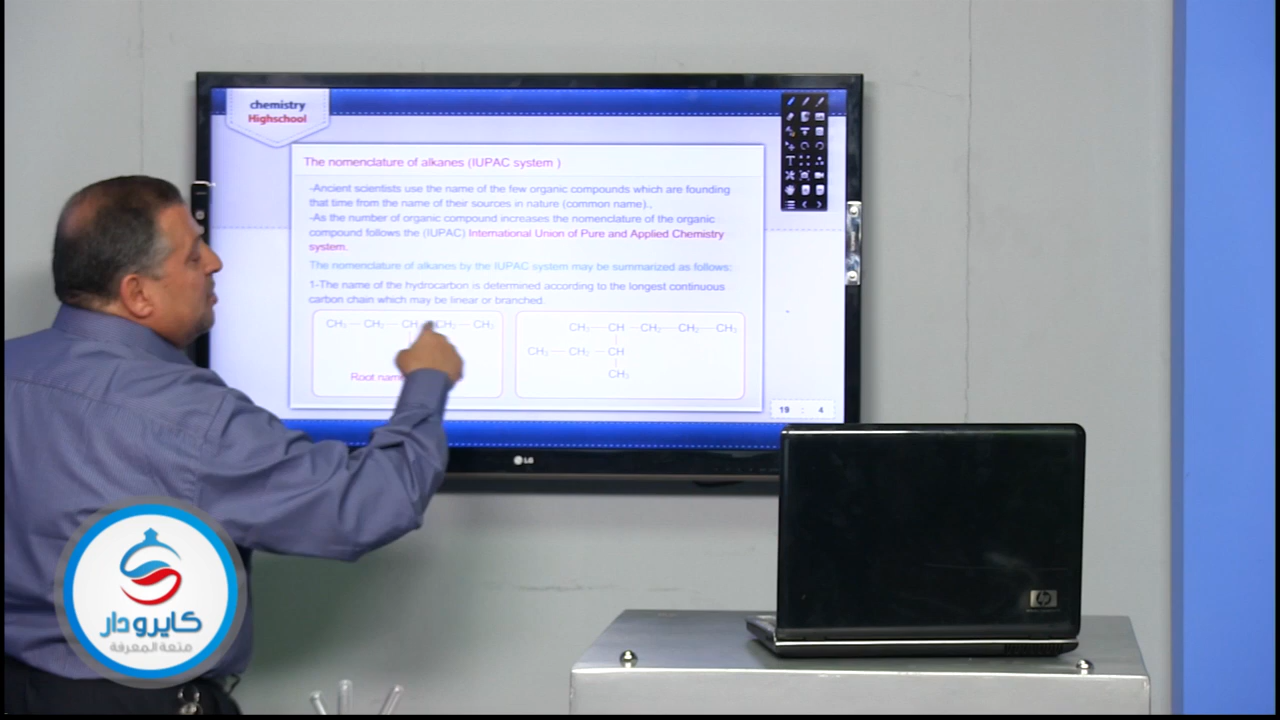 chemistry
Highschool
The nomenclature of alkanes (IUPAC system )
-Ancient scientists use the name of the few organic compounds which are founding
that time from the name of their sources in nature (common name).,
-As the number of organic compound increases the nomenclature of the organic
compound follows the (IUPAC) International Union of Pure and Applied Chemistry
system.
The nomenclature of alkanes by the IUPAC system may be summarized as follows:
1-The name of the hydrocarbon is determined according to the longest continuous
carbon chain which may be linear or branched.
CH₃ — CH₂ — CH CH₂ — CH₃
Root name
CH₃ — CH — CH₂ — CH₂ — CH₃
CH₃ — CH₂ — CH
CH₃
19 : 4
LG
hp
كايرو دار
متعة المعرفة